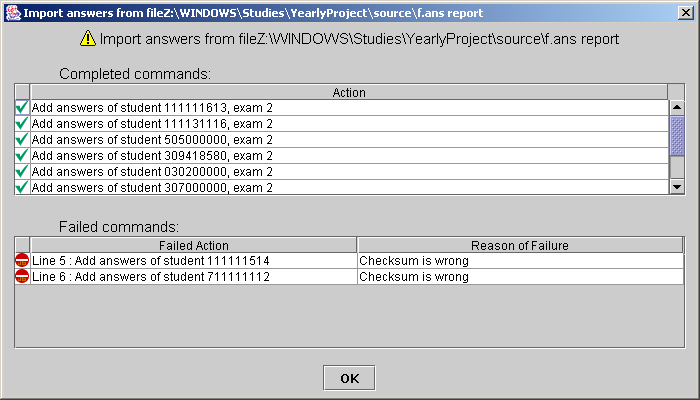 Import answers from fileZ:\WINDOWS\Studies\YearlyProject\source\f.ans report
Import answers from fileZ:\WINDOWS\Studies\YearlyProject\source\f.ans report
Completed commands:
Action
Add answers of student 111111613, exam 2
Add answers of student 111131116, exam 2
Add answers of student 505000000, exam 2
Add answers of student 309418580, exam 2
Add answers of student 030200000, exam 2
Add answers of student 307000000, exam 2
Failed commands:
Failed Action Reason of Failure
Line 5 : Add answers of student 111111514 Checksum is wrong
Line 6 : Add answers of student 711111112 Checksum is wrong
OK